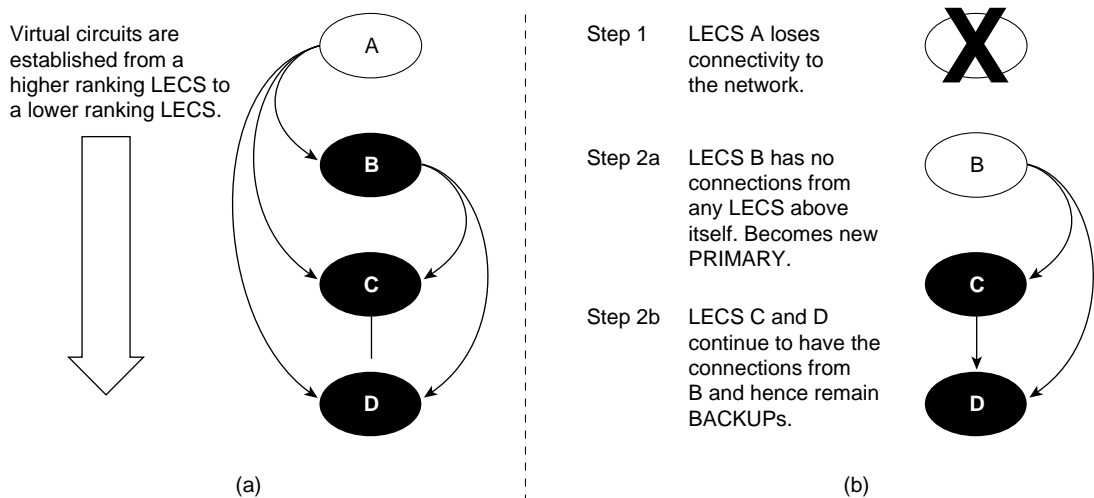 Virtual circuits are
established from a
higher ranking LECS to
a lower ranking LECS.
A
B
C
D
(a)
Step 1
LECS A loses
connectivity to
the network.
X
Step 2a
LECS B has no
connections from
any LECS above
itself. Becomes new
PRIMARY.
B
Step 2b
LECS C and D
continue to have the
connections from
B and hence remain
BACKUPs.
C
D
(b)